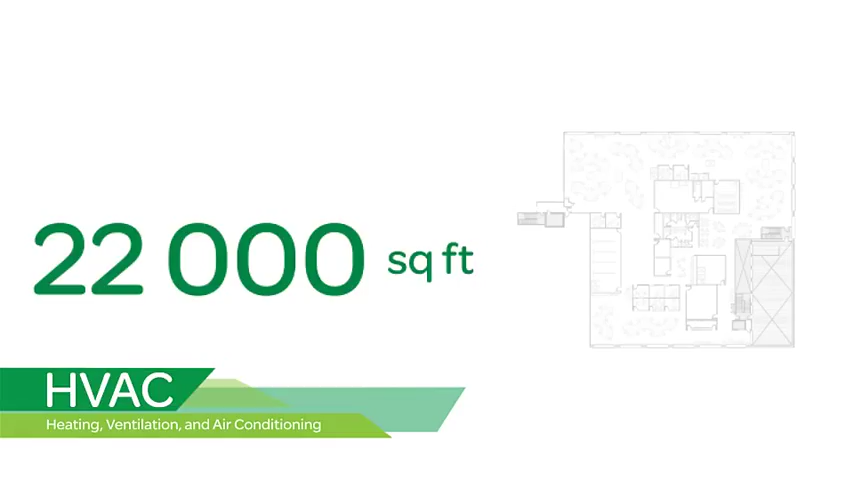 22 000 sq ft
HVAC
Heating, Ventilation, and Air Conditioning